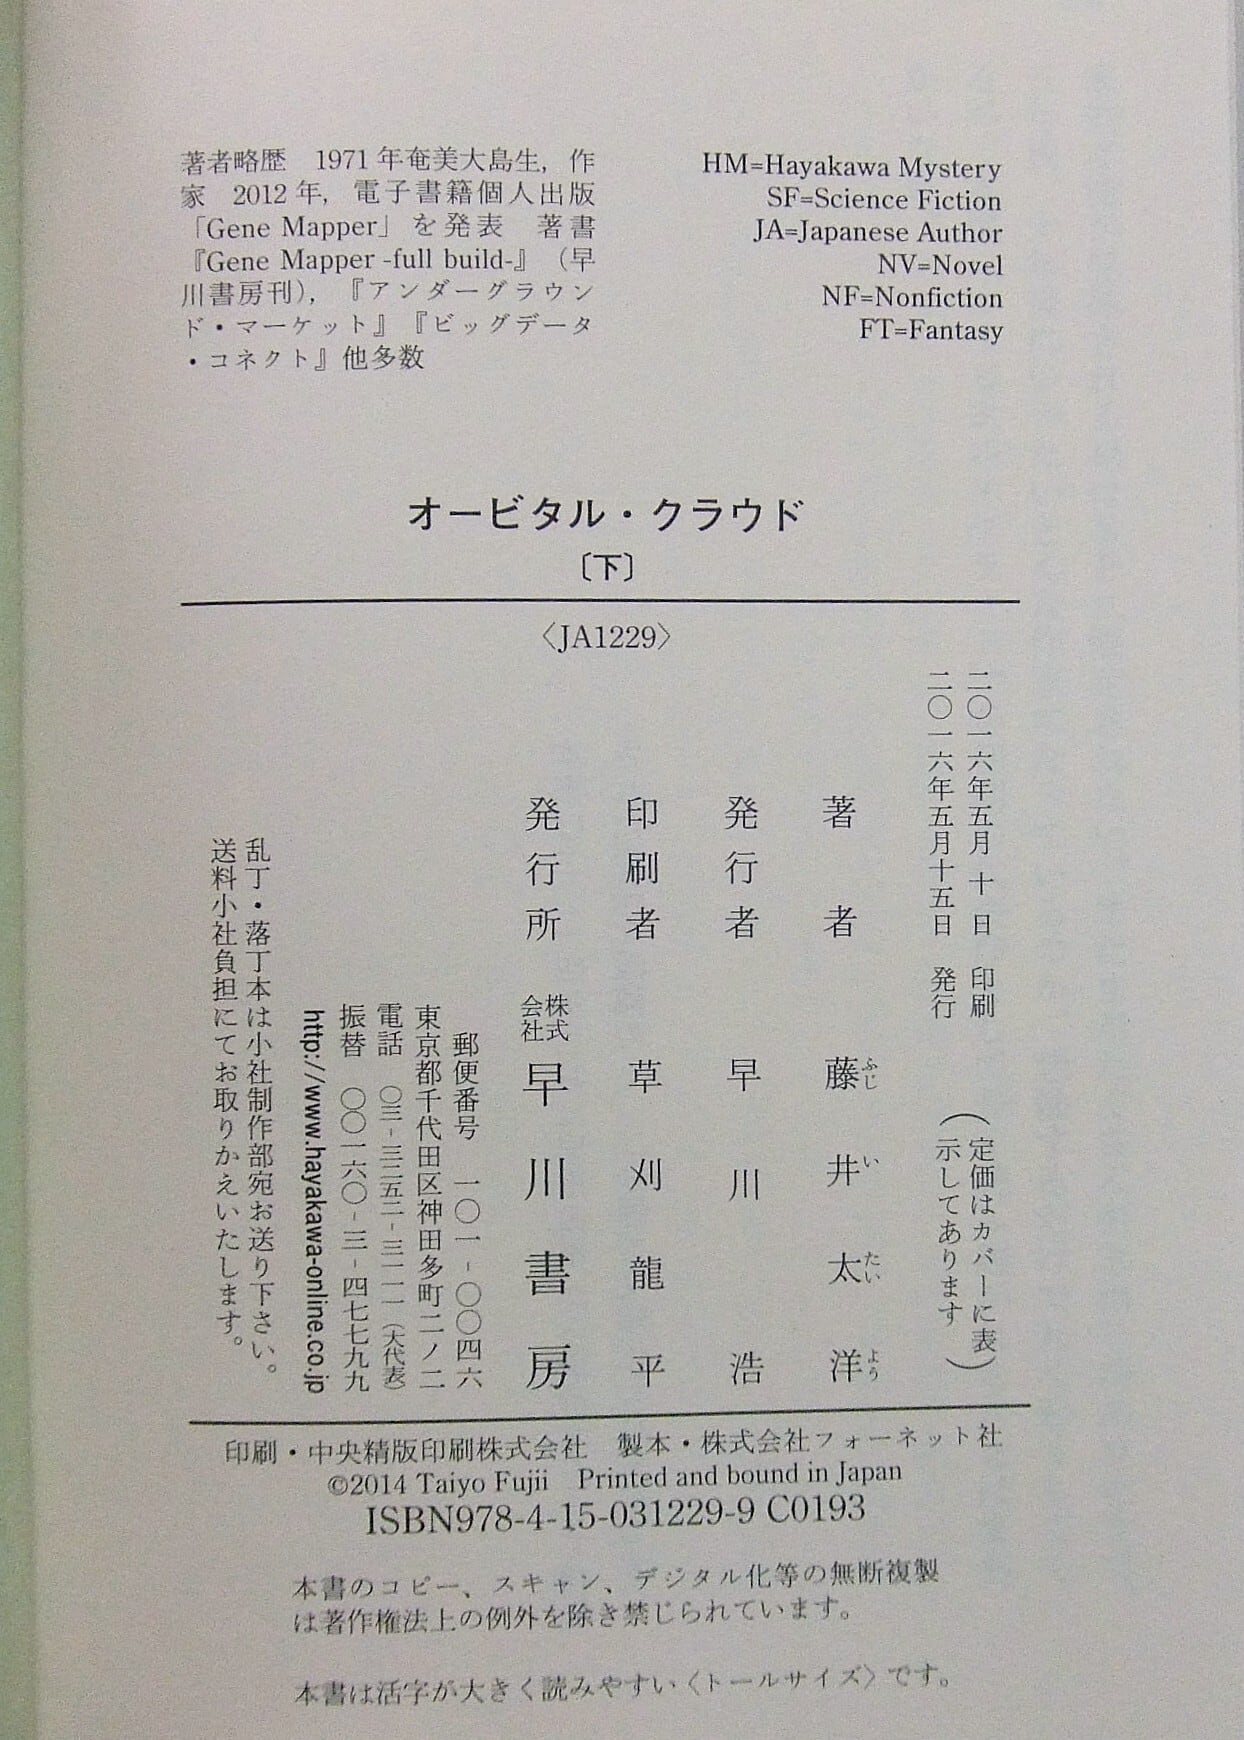 著者略歴　1971年奄美大島生，作
家　2012年，電子書籍個人出版
「Gene Mapper」を発表　著書
『Gene Mapper -full build-』（早
川書房刊），『アンダーグラウン
ド・マーケット』『ビッグデータ
・コネクト』他多数
HM=Hayakawa Mystery
SF=Science Fiction
JA=Japanese Author
NV=Novel
NF=Nonfiction
FT=Fantasy
オービタル・クラウド
〔下〕
〈JA1229〉
二〇一六年五月　十日　印刷
二〇一六年五月十五日　発行
（定価はカバーに表
示してあります）
著者　藤井太洋
ふじ い たい よう
発行者　早川浩
印刷者　草刈龍平
発行所　株式会社　早川書房
郵便番号　一〇一-〇〇四六
東京都千代田区神田多町二ノ二
電話　〇三-三二五二-三一一一（大代表）
振替　〇〇一六〇-三-四七七九九
http://www.hayakawa-online.co.jp
乱丁・落丁本は小社制作部宛お送り下さい。
送料小社負担にてお取りかえいたします。
印刷・中央精版印刷株式会社　製本・株式会社フォーネット社
©2014 Taiyo Fujii　Printed and bound in Japan
ISBN978-4-15-031229-9 C0193
本書のコピー、スキャン、デジタル化等の無断複製
は著作権法上の例外を除き禁じられています。
本書は活字が大きく読みやすい〈トールサイズ〉です。